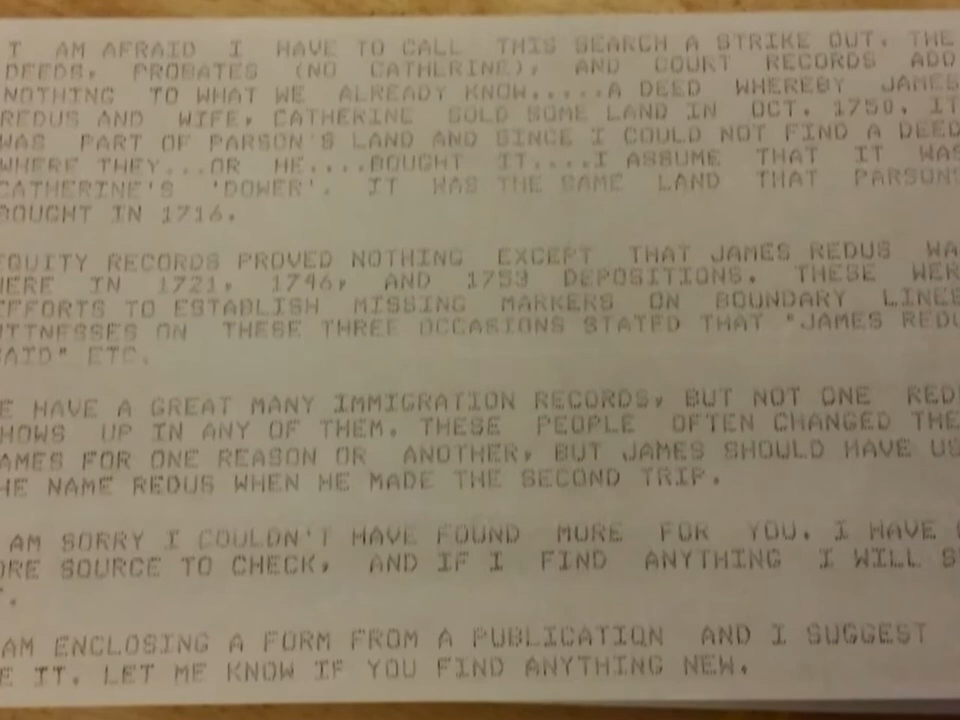 I AM AFRAID I HAVE TO CALL THIS SEARCH A STRIKE OUT. THE
DEEDS, PROBATES (NO CATHERINE), AND COURT RECORDS ADD
NOTHING TO WHAT WE ALREADY KNOW.....A DEED WHEREBY JAMES
REDUS AND WIFE, CATHERINE SOLD SOME LAND IN OCT. 1750. IT
WAS PART OF PARSON'S LAND AND SINCE I COULD NOT FIND A DEED
WHERE THEY...OR HE....BOUGHT IT....I ASSUME THAT IT WAS
CATHERINE'S 'DOWER'. IT WAS THE SAME LAND THAT PARSONS
BOUGHT IN 1716.
EQUITY RECORDS PROVED NOTHING EXCEPT THAT JAMES REDUS WA
HERE IN 1721, 1746, AND 1753 DEPOSITIONS. THESE WER
EFFORTS TO ESTABLISH MISSING MARKERS ON BOUNDARY LINES
WITNESSES ON THESE THREE OCCASIONS STATED THAT "JAMES REDU
SAID" ETC.
E HAVE A GREAT MANY IMMIGRATION RECORDS, BUT NOT ONE RED
HOWS UP IN ANY OF THEM. THESE PEOPLE OFTEN CHANGED THE
AMES FOR ONE REASON OR ANOTHER, BUT JAMES SHOULD HAVE US
HE NAME REDUS WHEN HE MADE THE SECOND TRIP.
AM SORRY I COULDN'T HAVE FOUND MORE FOR YOU. I HAVE
ORE SOURCE TO CHECK, AND IF I FIND ANYTHING I WILL S
T.
AM ENCLOSING A FORM FROM A PUBLICATION AND I SUGGEST
E IT. LET ME KNOW IF YOU FIND ANYTHING NEW.